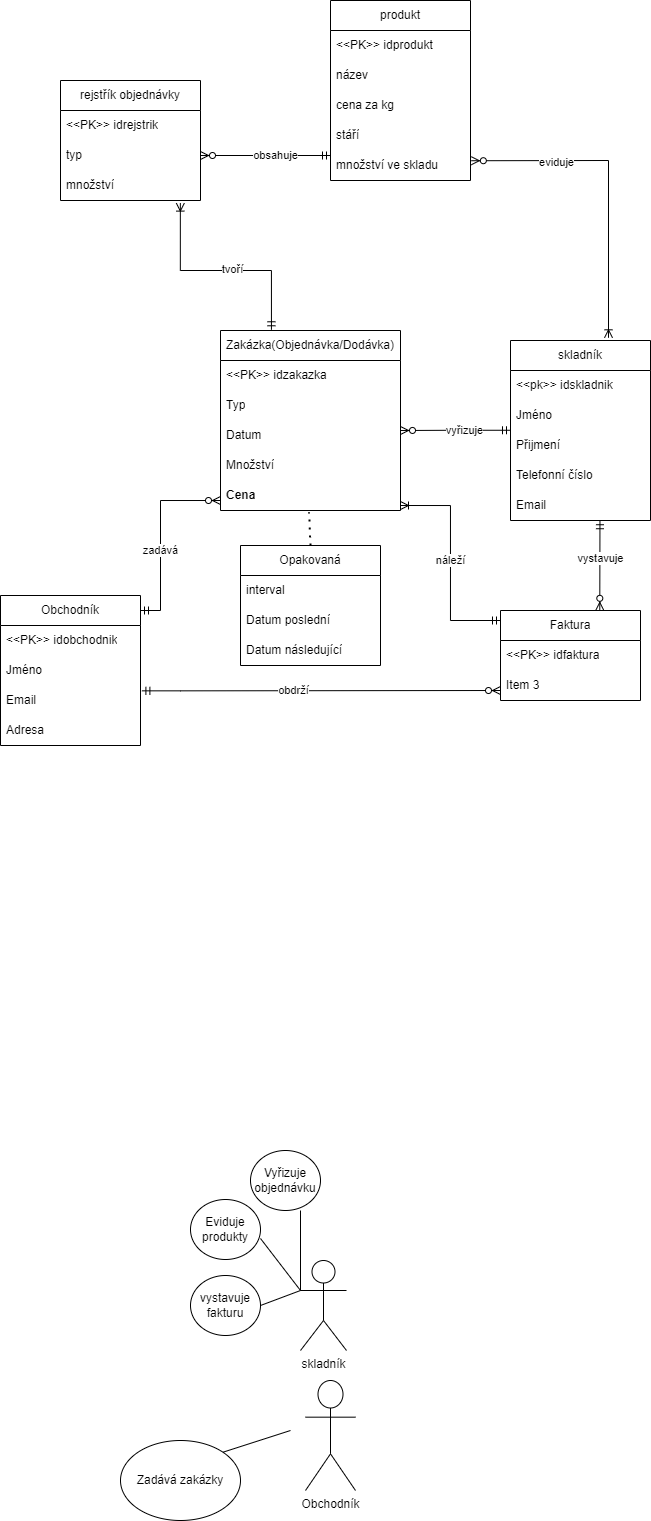 produkt
<<PK>> idprodukt
název
cena za kg
stáří
množství ve skladu
rejstřík objednávky
<<PK>> idrejstrik
typ
množství
obsahuje
eviduje
tvoří
Zakázka(Objednávka/Dodávka)
<<PK>> idzakazka
Typ
Datum
Množství
Cena
skladník
<<pk>> idskladnik
Jméno
Přijmení
Telefonní číslo
Email
vyřizuje
zadává
náleží
vystavuje
Opakovaná
interval
Datum poslední
Datum následující
Obchodník
<<PK>> idobchodnik
Jméno
Email
Adresa
Faktura
<<PK>> idfaktura
Item 3
obdrží
Vyřizuje
objednávku
Eviduje
produkty
vystavuje
fakturu
skladník
Zadává zakázky
Obchodník